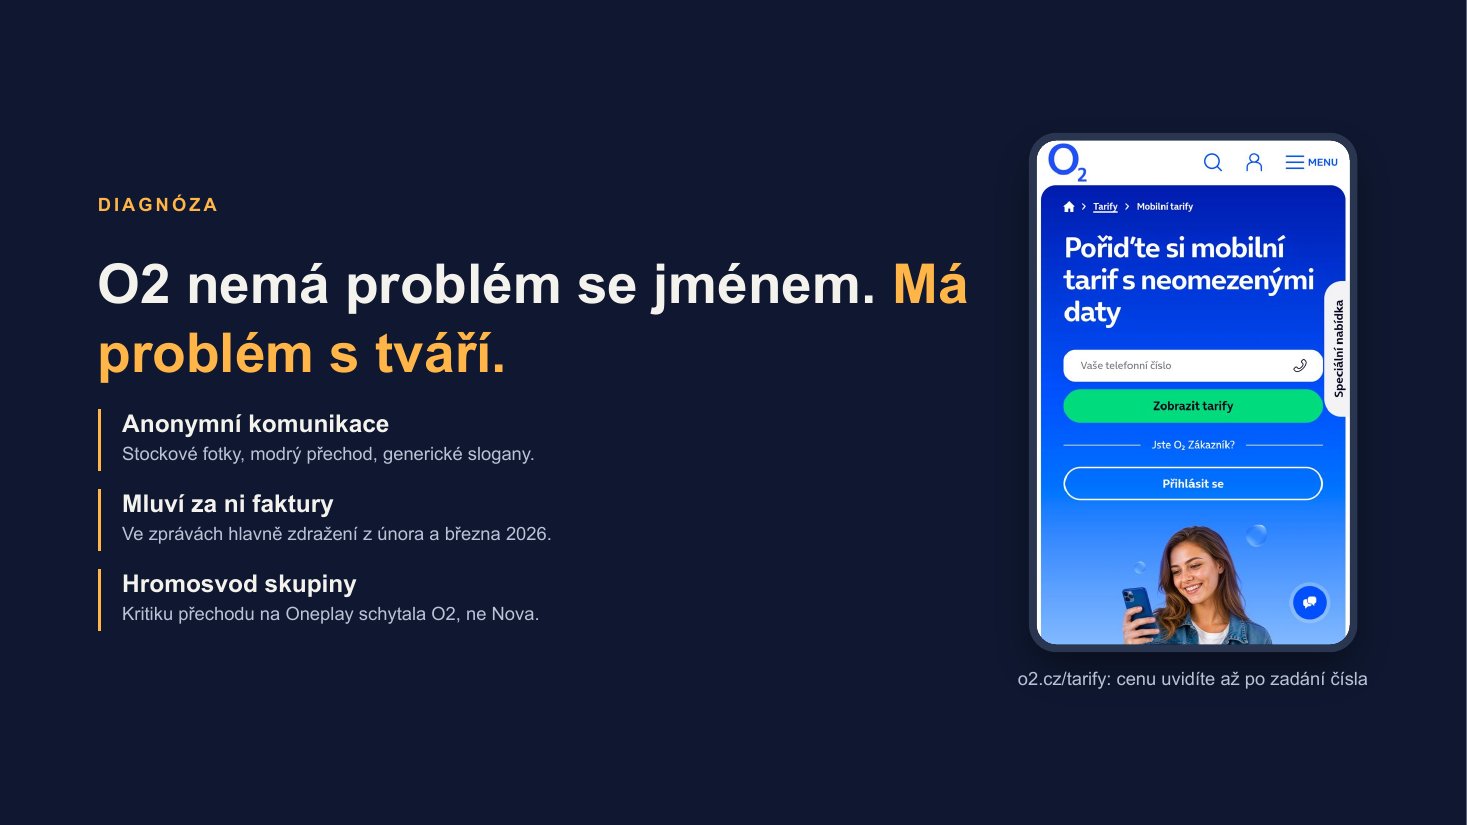 DIAGNÓZA
O2 nemá problém se jménem. Má
problém s tváří.
Anonymní komunikace
Stockové fotky, modrý přechod, generické slogany.
Mluví za ni faktury
Ve zprávách hlavně zdražení z února a března 2026.
Hromosvod skupiny
Kritiku přechodu na Oneplay schytala O2, ne Nova.
O2
MENU
Tarify > Mobilní tarify
Pořiďte si mobilní
tarif s neomezenými
daty
Speciální nabídka
Vaše telefonní číslo
Zobrazit tarify
Jste O₂ Zákazník?
Přihlásit se
o2.cz/tarify: cenu uvidíte až po zadání čísla